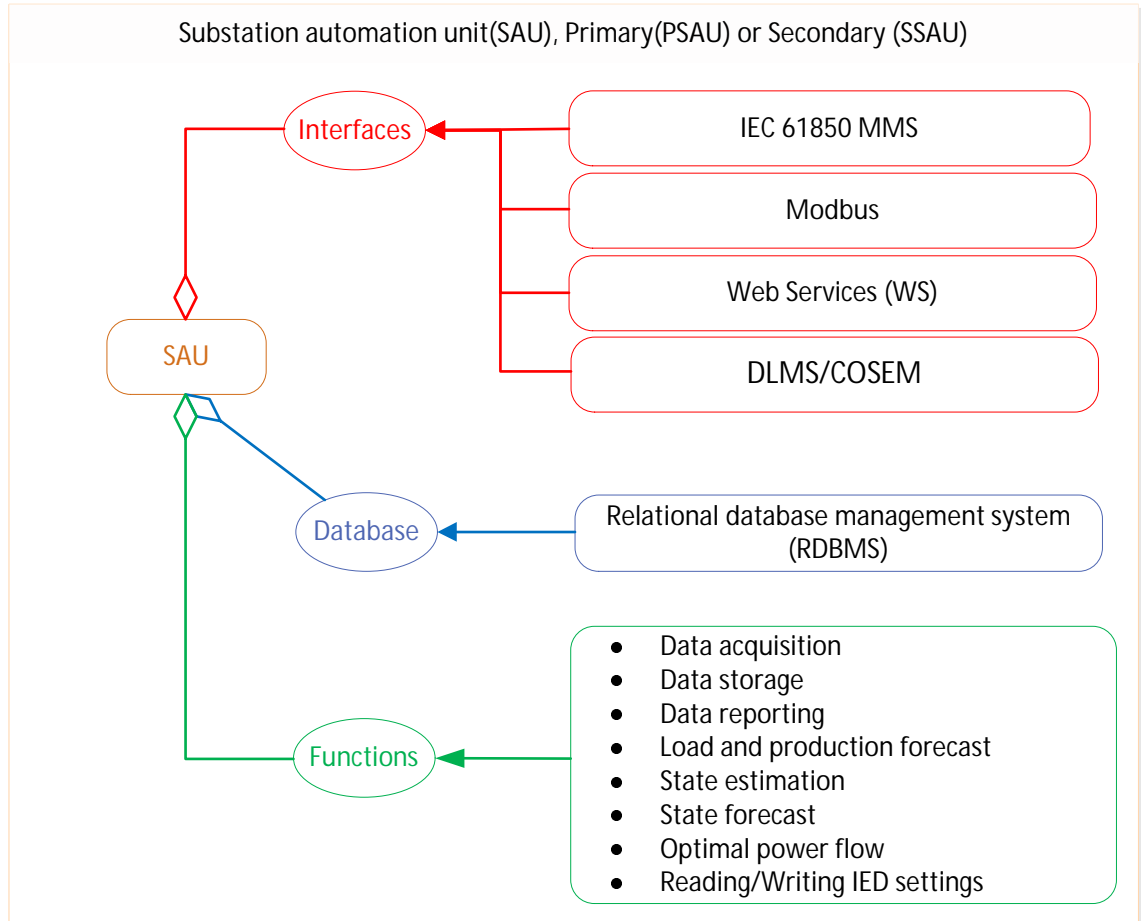 Substation automation unit(SAU), Primary(PSAU) or Secondary (SSAU)
Interfaces
IEC 61850 MMS
Modbus
Web Services (WS)
DLMS/COSEM
SAU
Database
Relational database management system
(RDBMS)
Functions
• Data acquisition
• Data storage
• Data reporting
• Load and production forecast
• State estimation
• State forecast
• Optimal power flow
• Reading/Writing IED settings